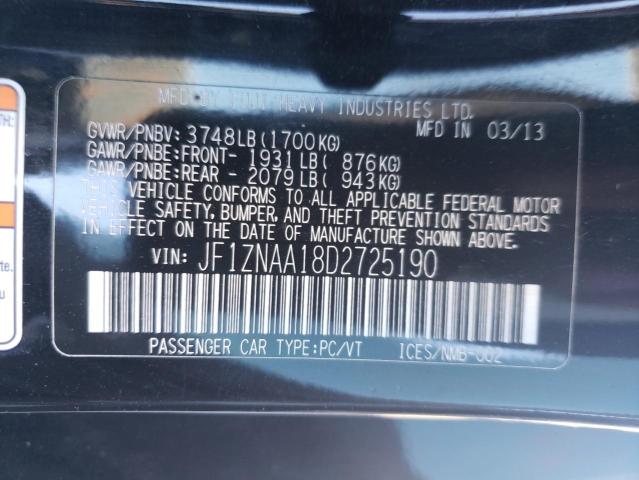 MFD BY FUJI HEAVY INDUSTRIES LTD.
MFD IN 03/13
GVWR/PNBV: 3748LB(1700KG)
GAWR/PNBE:FRONT- 1931LB( 876KG)
GAWR/PNBE:REAR - 2079LB( 943KG)
THIS VEHICLE CONFORMS TO ALL APPLICABLE FEDERAL MOTOR
VEHICLE SAFETY, BUMPER, AND THEFT PREVENTION STANDARDS
IN EFFECT ON THE DATE OF MANUFACTURE SHOWN ABOVE.
VIN: JF1ZNAA18D2725190
PASSENGER CAR TYPE:PC/VT ICES/NMB-002
TH:
te.
u